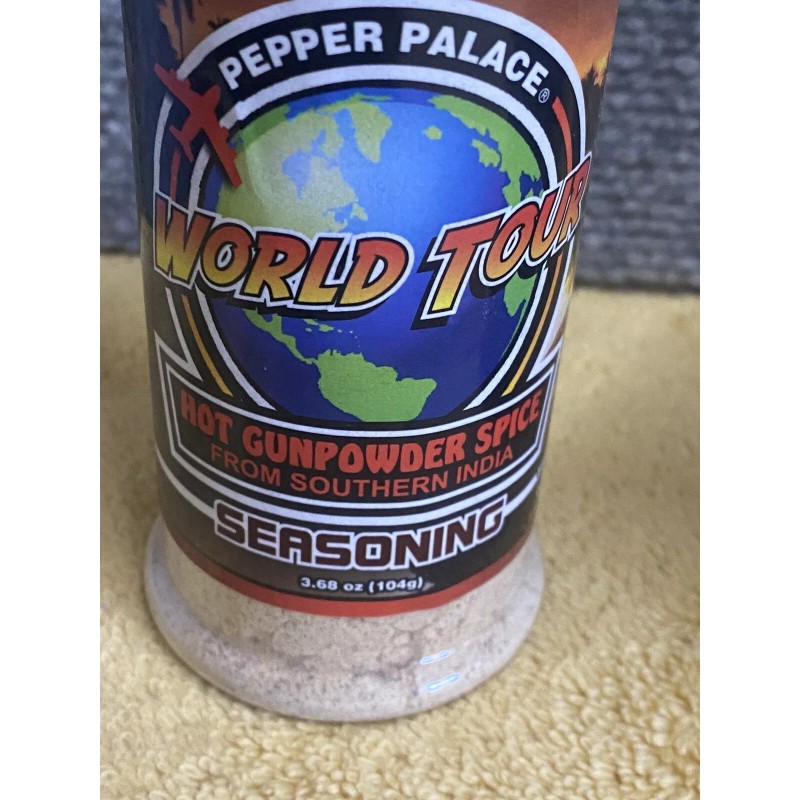 PEPPER PALACE®
WORLD TOUR
HOT GUNPOWDER SPICE
FROM SOUTHERN INDIA
SEASONING
3.68 oz (104g)